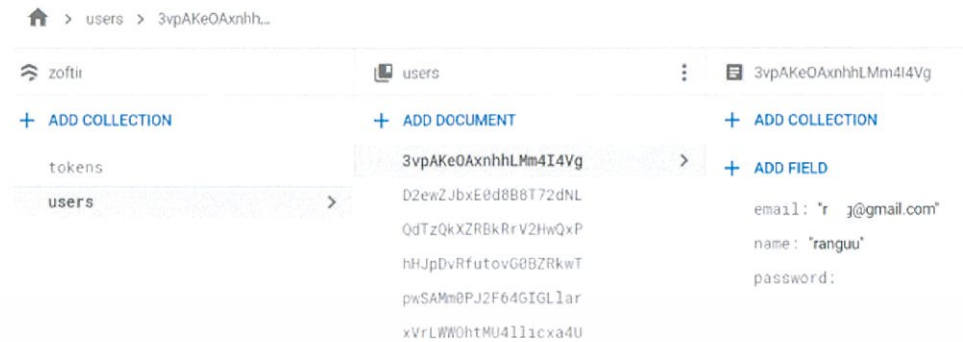 > users > 3vpAKeOAxnhh...
zoftii
users
3vpAKeOAxnhhLMm4I4Vg
+ ADD COLLECTION
+ ADD DOCUMENT
+ ADD COLLECTION
tokens
users >
3vpAKeOAxnhhLMm4I4Vg >
D2ewZJbxE0d8B8T72dNL
QdTzQkXZRBkRrV2HwQxP
hHJpDvRfutovG0BZRkwT
pwSAMm0PJ2F64GIGLlar
xVrLWWOhtMU4llicxa4U
+ ADD FIELD
email: "r g@gmail.com"
name: "ranguu"
password: